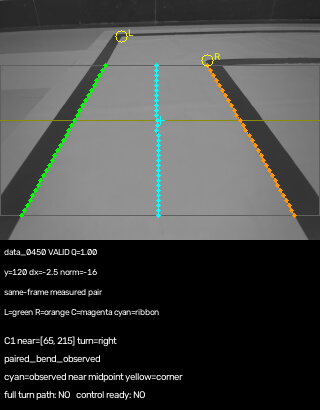 L
R
data_0450 VALID Q=1.00
y=120 dx=-2.5 norm=-16
same-frame measured pair
L=green R=orange C=magenta cyan=ribbon
C1 near=[65, 215] turn=right
paired_bend_observed
cyan=observed near midpoint yellow=corner
full turn path: NO control ready: NO